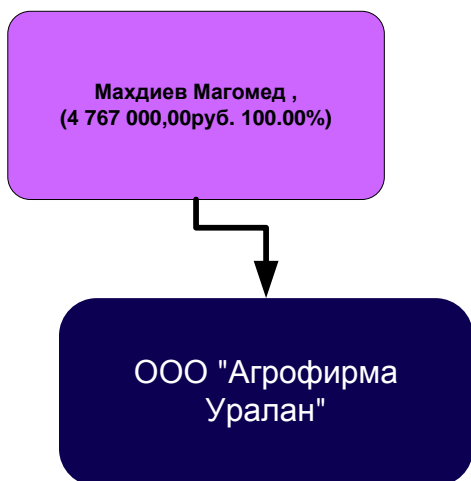 Махдиев Магомед ,
(4 767 000,00руб. 100.00%)
ООО "Агрофирма
Уралан"